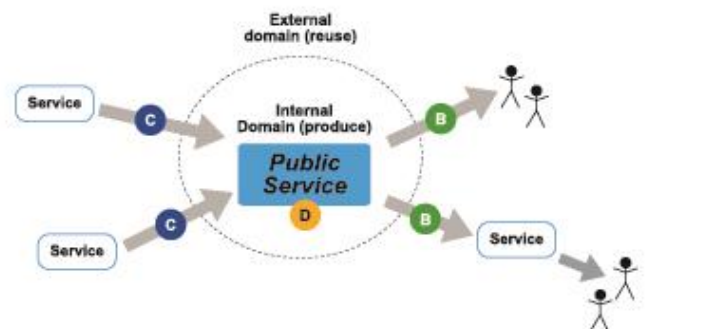 External
domain (reuse)
Service
C
Internal
Domain (produce)
B
Public
Service
D
Service
C
B
Service